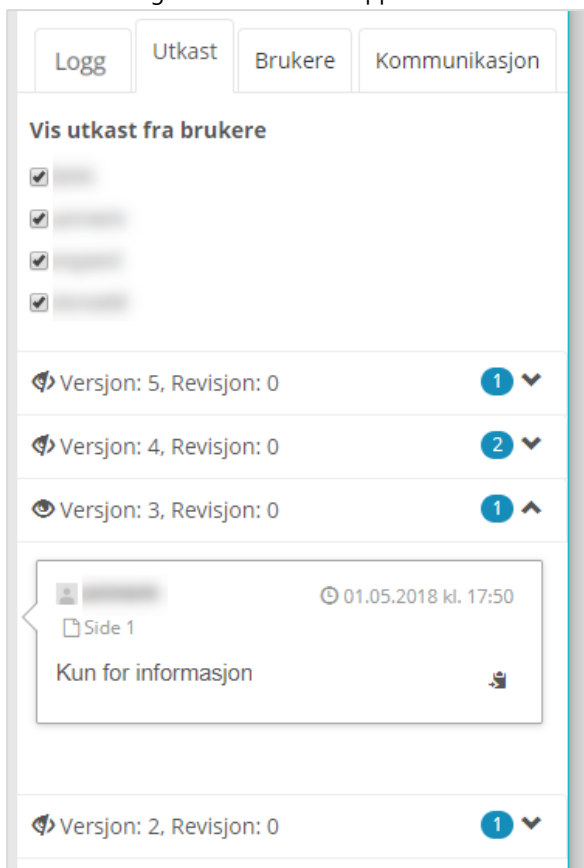 Logg Utkast Brukere Kommunikasjon
Vis utkast fra brukere
Versjon: 5, Revisjon: 0 1
Versjon: 4, Revisjon: 0 2
Versjon: 3, Revisjon: 0 1
01.05.2018 kl. 17:50
Side 1
Kun for informasjon
Versjon: 2, Revisjon: 0 1